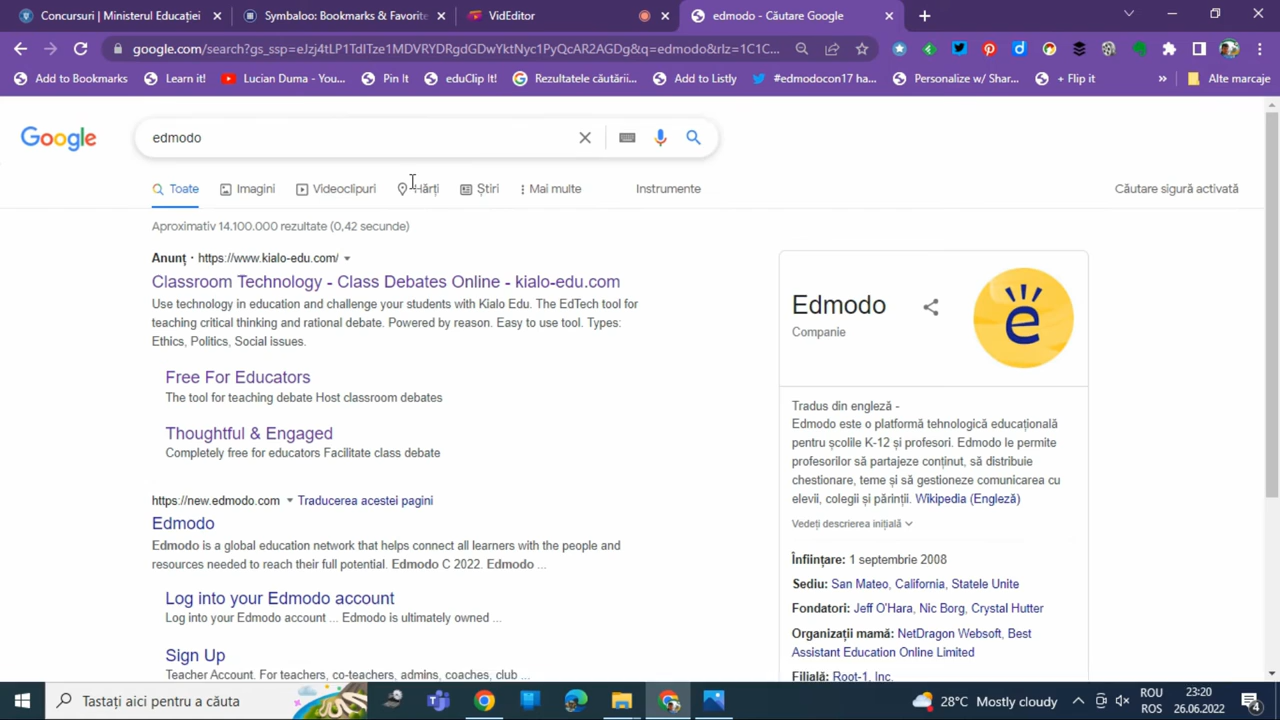 Concursuri | Ministerul Educației
Symbaloo: Bookmarks & Favorite
VidEditor
edmodo - Căutare Google
google.com/search?gs_ssp=eJzj4tLP1TdITze1MDVRYDRgdGDwYktNyc1PyQcAR2AGDg&q=edmodo&rlz=1C1C...
Add to Bookmarks
Learn it!
Lucian Duma - You...
Pin It
eduClip It!
Rezultatele căutării...
Add to Listly
#edmodocon17 ha...
Personalize w/ Shar...
+ Flip it
»
Alte marcaje
Google
edmodo
Toate
Imagini
Videoclipuri
Hărți
Știri
Mai multe
Instrumente
Căutare sigură activată
Aproximativ 14.100.000 rezultate (0,42 secunde)
Anunț · https://www.kialo-edu.com/
Classroom Technology - Class Debates Online - kialo-edu.com
Use technology in education and challenge your students with Kialo Edu. The EdTech tool for
teaching critical thinking and rational debate. Powered by reason. Easy to use tool. Types:
Ethics, Politics, Social issues.
Free For Educators
The tool for teaching debate Host classroom debates
Thoughtful & Engaged
Completely free for educators Facilitate class debate
https://new.edmodo.com Traducerea acestei pagini
Edmodo
Edmodo is a global education network that helps connect all learners with the people and
resources needed to reach their full potential. Edmodo C 2022. Edmodo ...
Log into your Edmodo account
Log into your Edmodo account ... Edmodo is ultimately owned ...
Sign Up
Teacher Account. For teachers, co-teachers, admins, coaches, club ...
Edmodo
Companie
e
Tradus din engleză -
Edmodo este o platformă tehnologică educațională
pentru școlile K-12 și profesori. Edmodo le permite
profesorilor să partajeze conținut, să distribuie
chestionare, teme și să gestioneze comunicarea cu
elevii, colegii și părinții. Wikipedia (Engleză)
Vedeți descrierea inițială
Înființare: 1 septembrie 2008
Sediu: San Mateo, California, Statele Unite
Fondatori: Jeff O'Hara, Nic Borg, Crystal Hutter
Organizații mamă: NetDragon Websoft, Best
Assistant Education Online Limited
Filială: Root-1, Inc.
Tastați aici pentru a căuta
28°C Mostly cloudy
ROU
ROS
23:20
26.06.2022
4